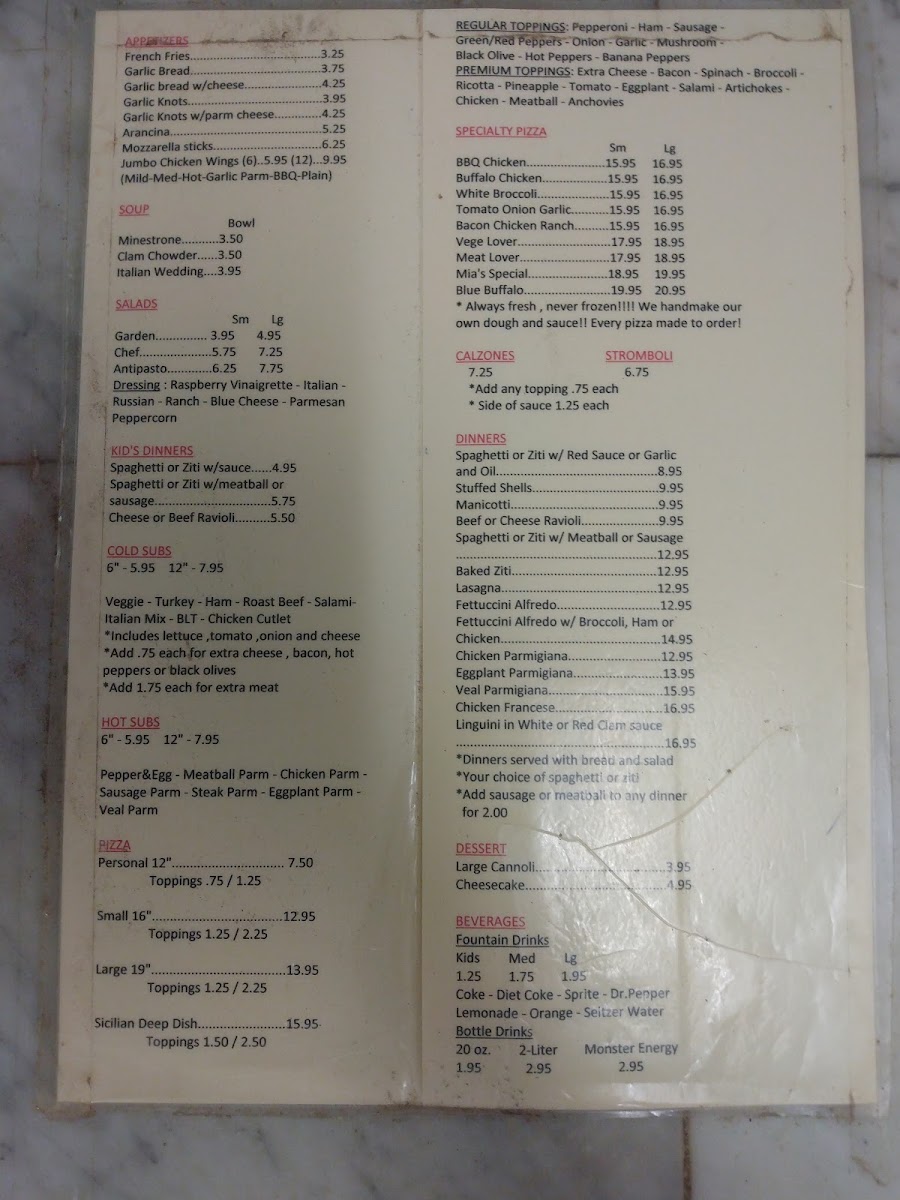 APPETIZERS
French Fries....................................3.25
Garlic Bread.....................................3.75
Garlic bread w/cheese.....................4.25
Garlic Knots.....................................3.95
Garlic Knots w/parm cheese.............4.25
Arancina..........................................5.25
Mozzarella sticks..............................6.25
Jumbo Chicken Wings (6)..5.95 (12)...9.95
(Mild-Med-Hot-Garlic Parm-BBQ-Plain)
SOUP
Bowl
Minestrone..........3.50
Clam Chowder......3.50
Italian Wedding....3.95
SALADS
Sm Lg
Garden.............. 3.95 4.95
Chef....................5.75 7.25
Antipasto............6.25 7.75
Dressing : Raspberry Vinaigrette - Italian -
Russian - Ranch - Blue Cheese - Parmesan
Peppercorn
KID'S DINNERS
Spaghetti or Ziti w/sauce......4.95
Spaghetti or Ziti w/meatball or
sausage................................5.75
Cheese or Beef Ravioli..........5.50
COLD SUBS
6" - 5.95 12" - 7.95
Veggie - Turkey - Ham - Roast Beef - Salami-
Italian Mix - BLT - Chicken Cutlet
*Includes lettuce ,tomato ,onion and cheese
*Add .75 each for extra cheese , bacon, hot
peppers or black olives
*Add 1.75 each for extra meat
HOT SUBS
6" - 5.95 12" - 7.95
Pepper&Egg - Meatball Parm - Chicken Parm -
Sausage Parm - Steak Parm - Eggplant Parm -
Veal Parm
PIZZA
Personal 12"............................... 7.50
Toppings .75 / 1.25
Small 16"....................................12.95
Toppings 1.25 / 2.25
Large 19".....................................13.95
Toppings 1.25 / 2.25
Sicilian Deep Dish........................15.95
Toppings 1.50 / 2.50
REGULAR TOPPINGS: Pepperoni - Ham - Sausage -
Green/Red Peppers - Onion - Garlic - Mushroom -
Black Olive - Hot Peppers - Banana Peppers
PREMIUM TOPPINGS: Extra Cheese - Bacon - Spinach - Broccoli -
Ricotta - Pineapple - Tomato - Eggplant - Salami - Artichokes -
Chicken - Meatball - Anchovies
SPECIALTY PIZZA
Sm Lg
BBQ Chicken......................15.95 16.95
Buffalo Chicken..................15.95 16.95
White Broccoli....................15.95 16.95
Tomato Onion Garlic..........15.95 16.95
Bacon Chicken Ranch.........15.95 16.95
Vege Lover..........................17.95 18.95
Meat Lover.........................17.95 18.95
Mia's Special......................18.95 19.95
Blue Buffalo........................19.95 20.95
* Always fresh , never frozen!!!! We handmake our
own dough and sauce!! Every pizza made to order!
CALZONES STROMBOLI
7.25 6.75
*Add any topping .75 each
* Side of sauce 1.25 each
DINNERS
Spaghetti or Ziti w/ Red Sauce or Garlic
and Oil.............................................8.95
Stuffed Shells...................................9.95
Manicotti.........................................9.95
Beef or Cheese Ravioli.....................9.95
Spaghetti or Ziti w/ Meatball or Sausage
........................................................12.95
Baked Ziti........................................12.95
Lasagna...........................................12.95
Fettuccini Alfredo............................12.95
Fettuccini Alfredo w/ Broccoli, Ham or
Chicken.............................................14.95
Chicken Parmigiana..........................12.95
Eggplant Parmigiana.........................13.95
Veal Parmigiana................................15.95
Chicken Francese..............................16.95
Linguini in White or Red Clam sauce
..........................................................16.95
*Dinners served with bread and salad
*Your choice of spaghetti or ziti
*Add sausage or meatball to any dinner
for 2.00
DESSERT
Large Cannoli....................................3.95
Cheesecake.......................................4.95
BEVERAGES
Fountain Drinks
Kids Med Lg
1.25 1.75 1.95
Coke - Diet Coke - Sprite - Dr.Pepper
Lemonade - Orange - Seltzer Water
Bottle Drinks
20 oz. 2-Liter Monster Energy
1.95 2.95 2.95